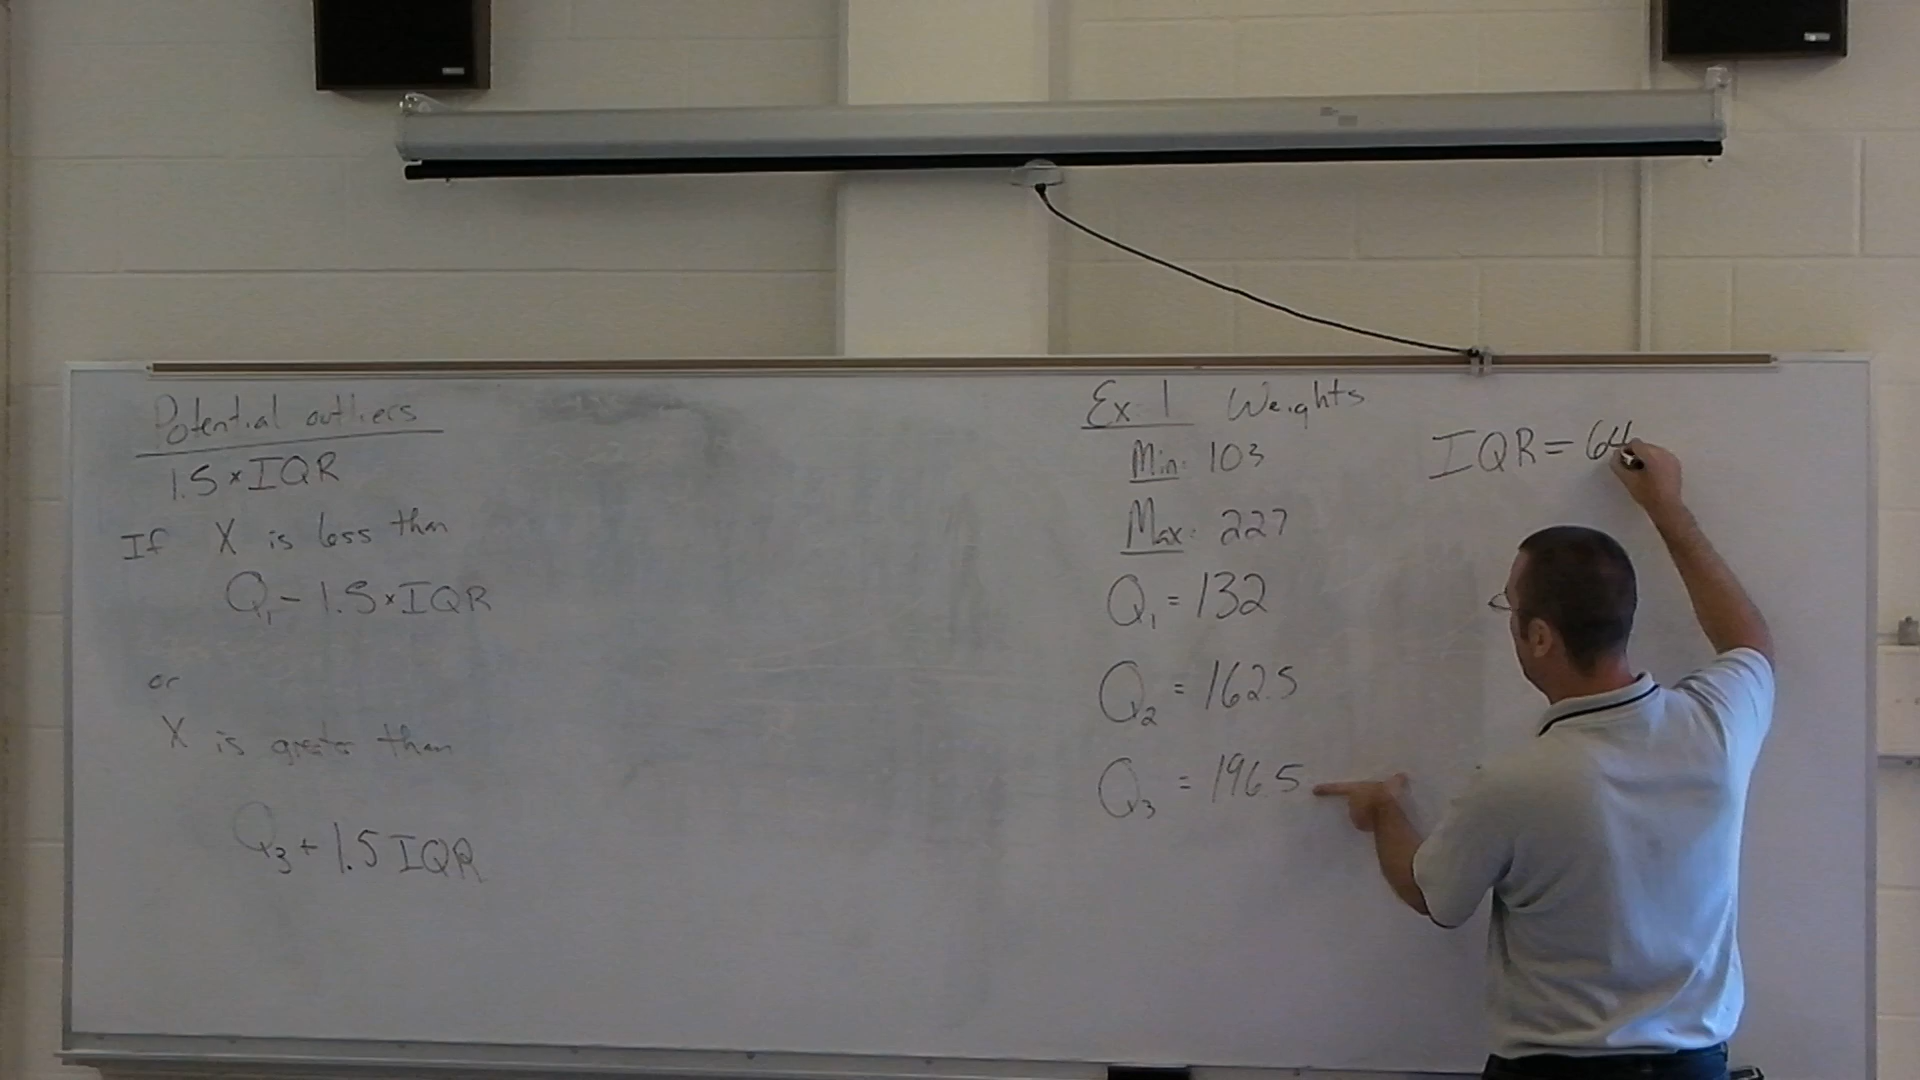 Potential outliers
1.5 × IQR
If X is less than
Q₁ - 1.5 × IQR
or
X is greater than
Q₃ + 1.5 IQR
Ex 1 Weights
Min: 103
Max: 227
Q₁ = 132
Q₂ = 162.5
Q₃ = 196.5
IQR = 64